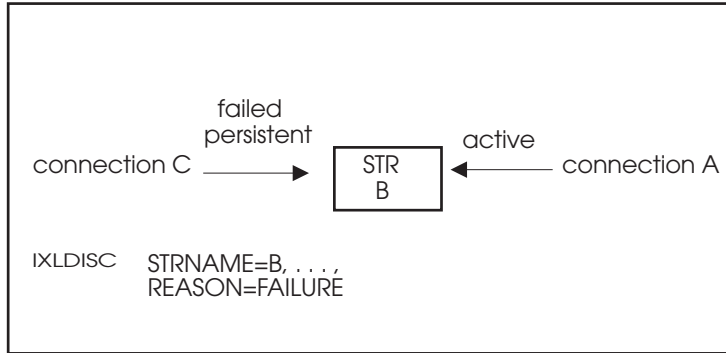 failed
persistent
connection C
STR
B
active
connection A
IXLDISC STRNAME=B, . . . ,
REASON=FAILURE